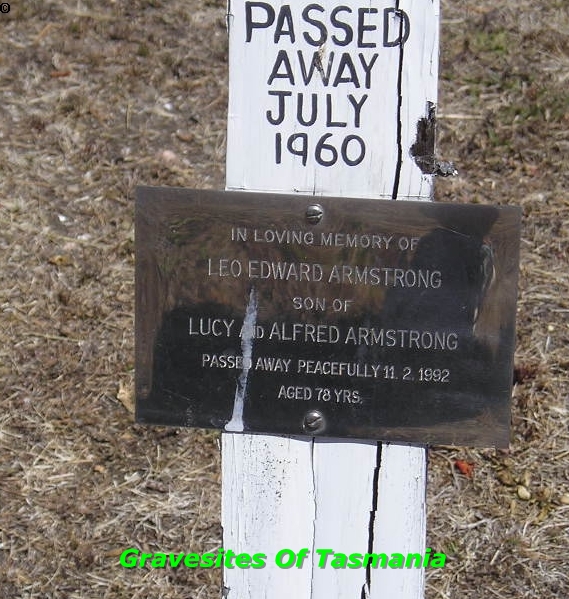 ©
PASSED
AWAY
JULY
1960
IN LOVING MEMORY OF
LEO EDWARD ARMSTRONG
SON OF
LUCY AND ALFRED ARMSTRONG
PASSED AWAY PEACEFULLY 11. 2. 1992
AGED 78 YRS.
Gravesites Of Tasmania